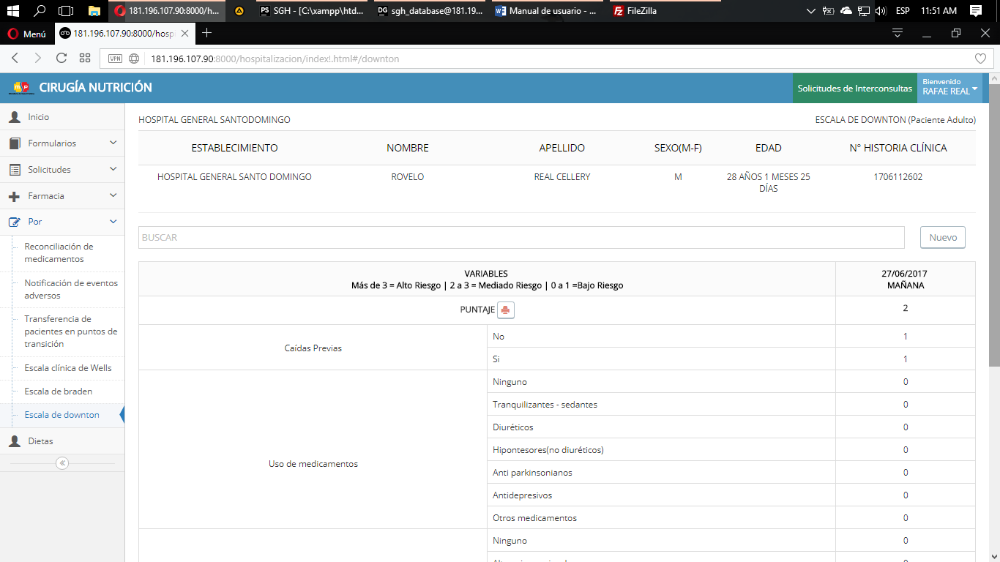 181.196.107.90:8000/h...
SGH - [C:\xampp\htd...
sgh_database@181.19...
Manual de usuario - ...
FileZilla
ESP
11:51 AM
Menú
181.196.107.90:8000/hosp
VPN
181.196.107.90:8000/hospitalizacion/index!.html#/downton
CIRUGÍA NUTRICIÓN
Solicitudes de Interconsultas
Bienvenido
RAFAE REAL
Inicio
Formularios
Solicitudes
Farmacia
Por
Reconciliación de
medicamentos
Notificación de eventos
adversos
Transferencia de
pacientes en puntos de
transición
Escala clínica de Wells
Escala de braden
Escala de downton
Dietas
HOSPITAL GENERAL SANTODOMINGO
ESCALA DE DOWNTON (Paciente Adulto)
ESTABLECIMIENTO NOMBRE APELLIDO SEXO(M-F) EDAD N° HISTORIA CLÍNICA
HOSPITAL GENERAL SANTO DOMINGO ROVELO REAL CELLERY M 28 AÑOS 1 MESES 25 1706112602
DÍAS
BUSCAR
Nuevo
VARIABLES
Más de 3 = Alto Riesgo | 2 a 3 = Mediado Riesgo | 0 a 1 =Bajo Riesgo
27/06/2017
MAÑANA
PUNTAJE 2
Caídas Previas
No 1
Si 1
Uso de medicamentos
Ninguno 0
Tranquilizantes - sedantes 0
Diuréticos 0
Hipontesores(no diuréticos) 0
Anti parkinsonianos 0
Antidepresivos 0
Otros medicamentos 0
Ninguno 0